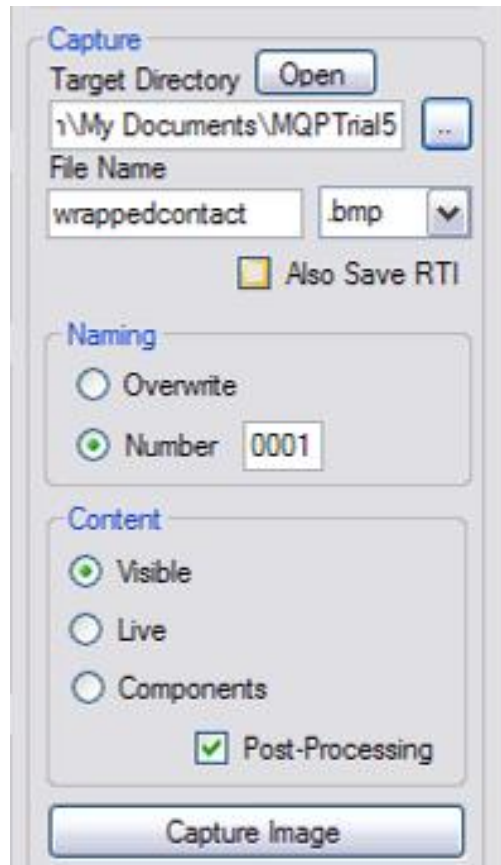 Capture
Target Directory Open
\My Documents\MQPTrial5 ..
File Name
wrappedcontact .bmp
Also Save RTI
Naming
Overwrite
Number 0001
Content
Visible
Live
Components
Post-Processing
Capture Image